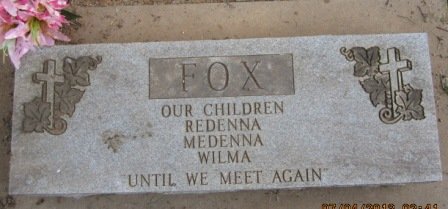 FOX
OUR CHILDREN
REDENNA
MEDENNA
WILMA
"UNTIL WE MEET AGAIN"